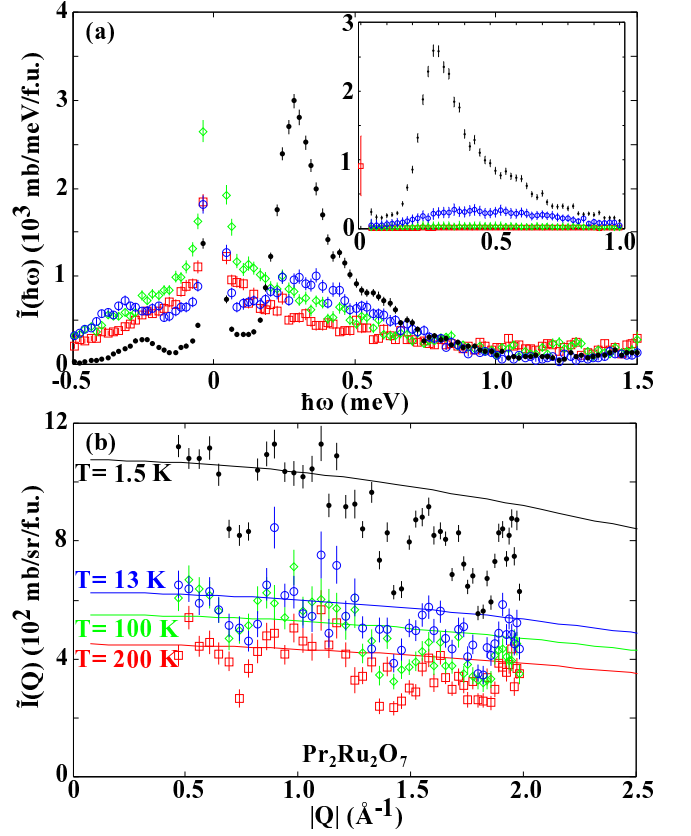 (a)
Ĩ(ħω) (10³ mb/meV/f.u.)
4
3
2
1
0
3
2
1
0
0 0.5 1.0
-0.5 0 0.5 1.0 1.5
ħω (meV)
(b)
Ĩ(Q) (10² mb/sr/f.u.)
12
8
4
0
T= 1.5 K
T= 13 K
T= 100 K
T= 200 K
Pr₂Ru₂O₇
0 0.5 1.0 1.5 2.0 2.5
|Q| (Å⁻¹)